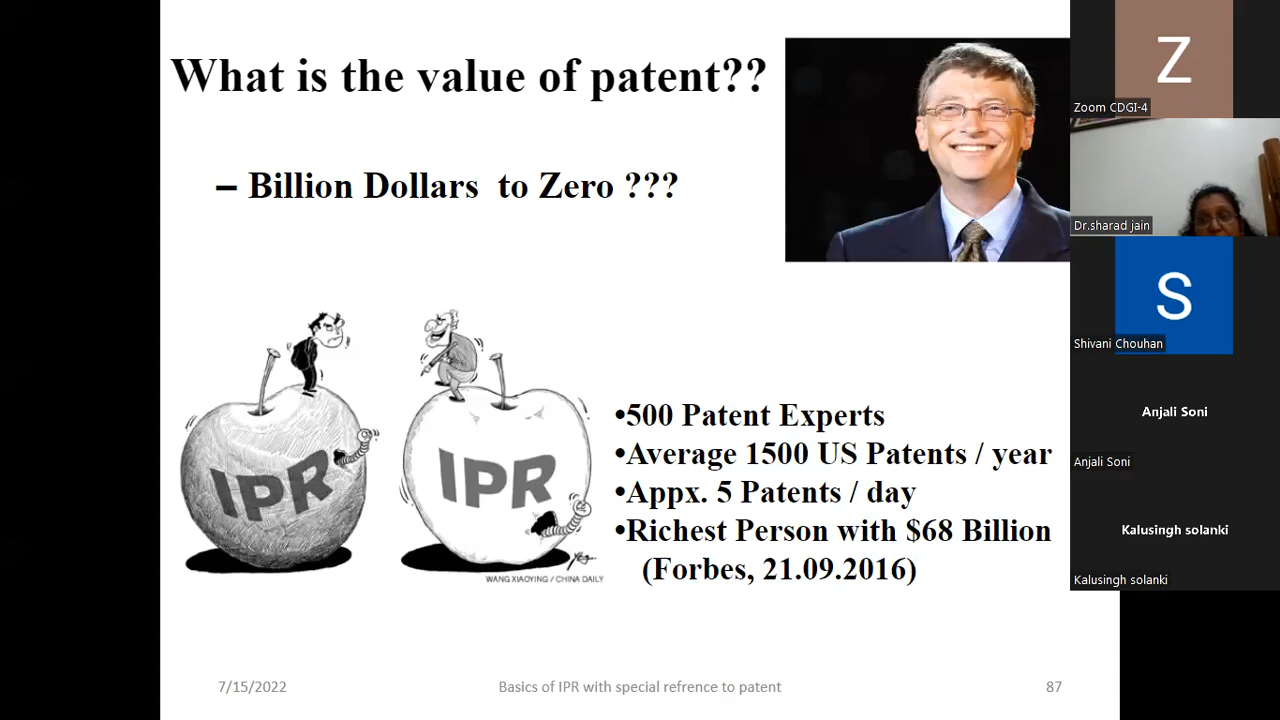 What is the value of patent??
– Billion Dollars to Zero ???
IPR
IPR
WANG XIAOYING / CHINA DAILY
•500 Patent Experts
•Average 1500 US Patents / year
•Appx. 5 Patents / day
•Richest Person with $68 Billion
(Forbes, 21.09.2016)
7/15/2022
Basics of IPR with special refrence to patent
87
Z
Zoom CDGI-4
Dr.sharad jain
S
Shivani Chouhan
Anjali Soni
Anjali Soni
Kalusingh solanki
Kalusingh solanki